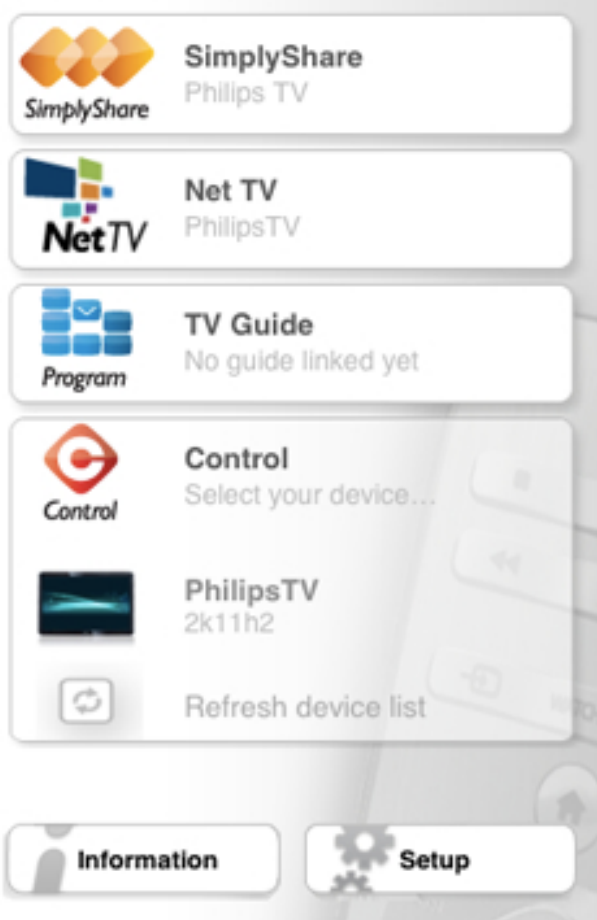 SimplyShare
Philips TV
SimplyShare
Net TV
PhilipsTV
NetTV
TV Guide
No guide linked yet
Program
Control
Select your device...
Control
PhilipsTV
2k11h2
Refresh device list
Information
Setup